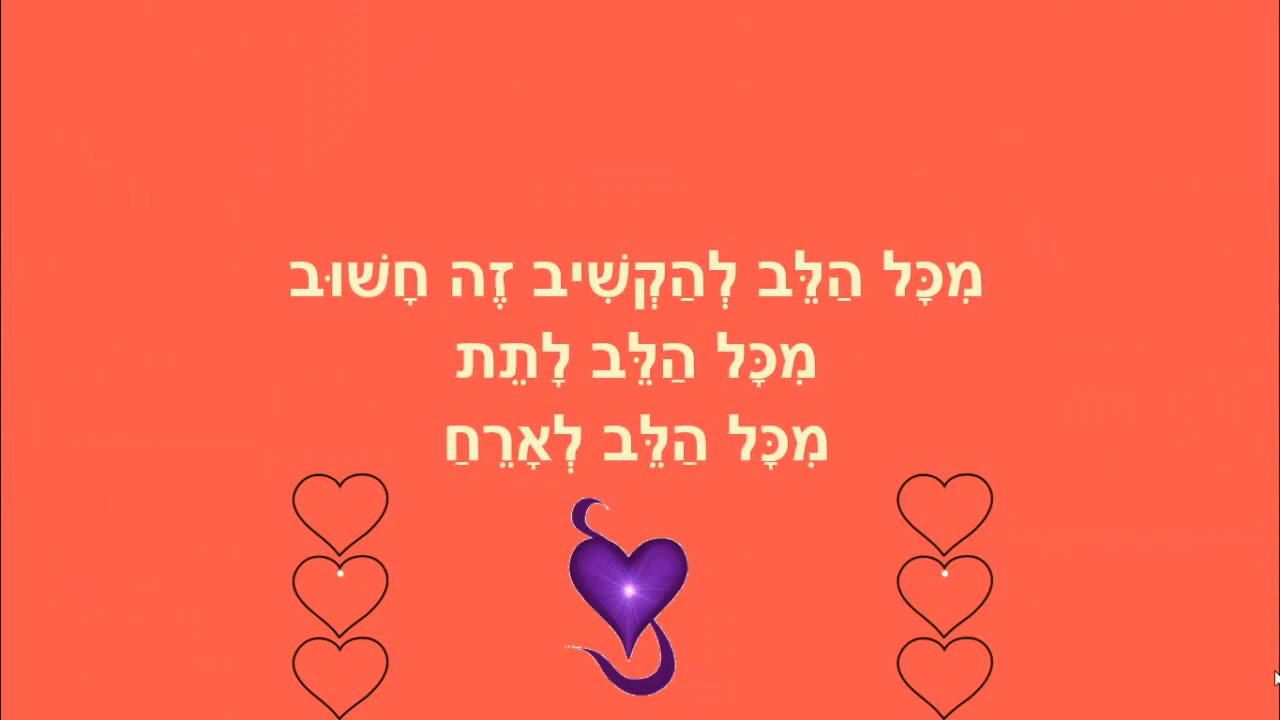 מִכָּל הַלֵּב לְהַקְשִׁיב זֶה חָשׁוּב
מִכָּל הַלֵּב לָתֵת
מִכָּל הַלֵּב לְאָרֵחַ